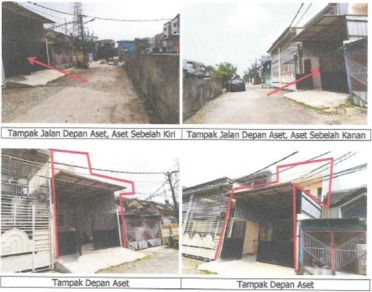 Tampak Jalan Depan Aset, Aset Sebelah Kiri
Tampak Jalan Depan Aset, Aset Sebelah Kanan
Tampak Depan Aset
Tampak Depan Aset